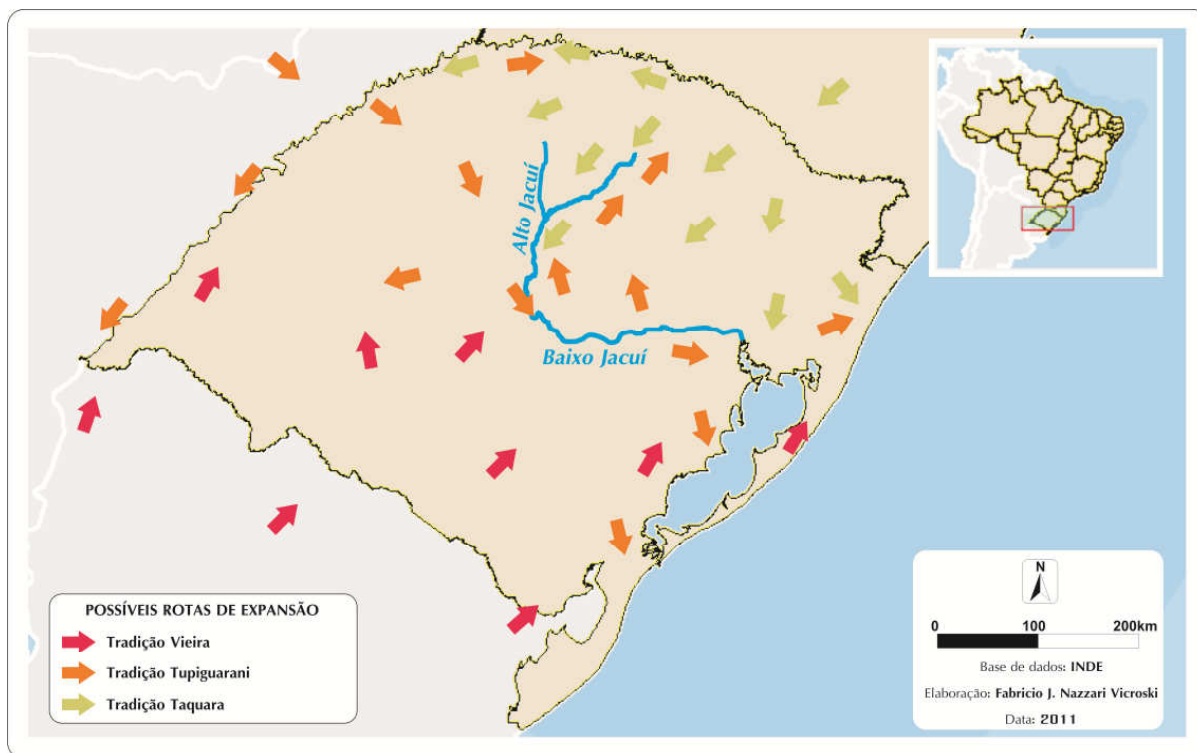 Alto Jacuí
Baixo Jacuí
POSSÍVEIS ROTAS DE EXPANSÃO
Tradição Vieira
Tradição Tupiguarani
Tradição Taquara
N
0 100 200km
Base de dados: INDE
Elaboração: Fabricio J. Nazzari Vicroski
Data: 2011